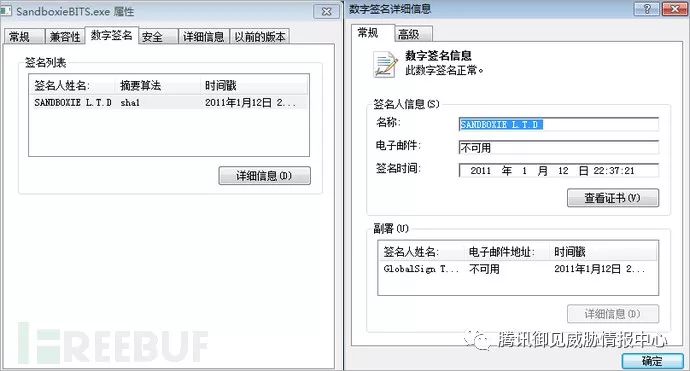 SandboxieBITS.exe 属性
常规 兼容性 数字签名 安全 详细信息 以前的版本
签名列表
签名人姓名: 摘要算法 时间戳
SANDBOXIE L.T.D sha1 2011年1月12日 2...
详细信息(D)
FREEBUF
数字签名详细信息
常规 高级
数字签名信息
此数字签名正常。
签名人信息(S)
名称: SANDBOXIE L.T.D
电子邮件: 不可用
签名时间: 2011 年 1 月 12 日 22:37:21
查看证书(V)
副署(U)
签名人姓名: 电子邮件地址: 时间戳
GlobalSign T... 不可用 2011年1月12日 2...
详细信息(D)
腾讯御见威胁情报中心
确定